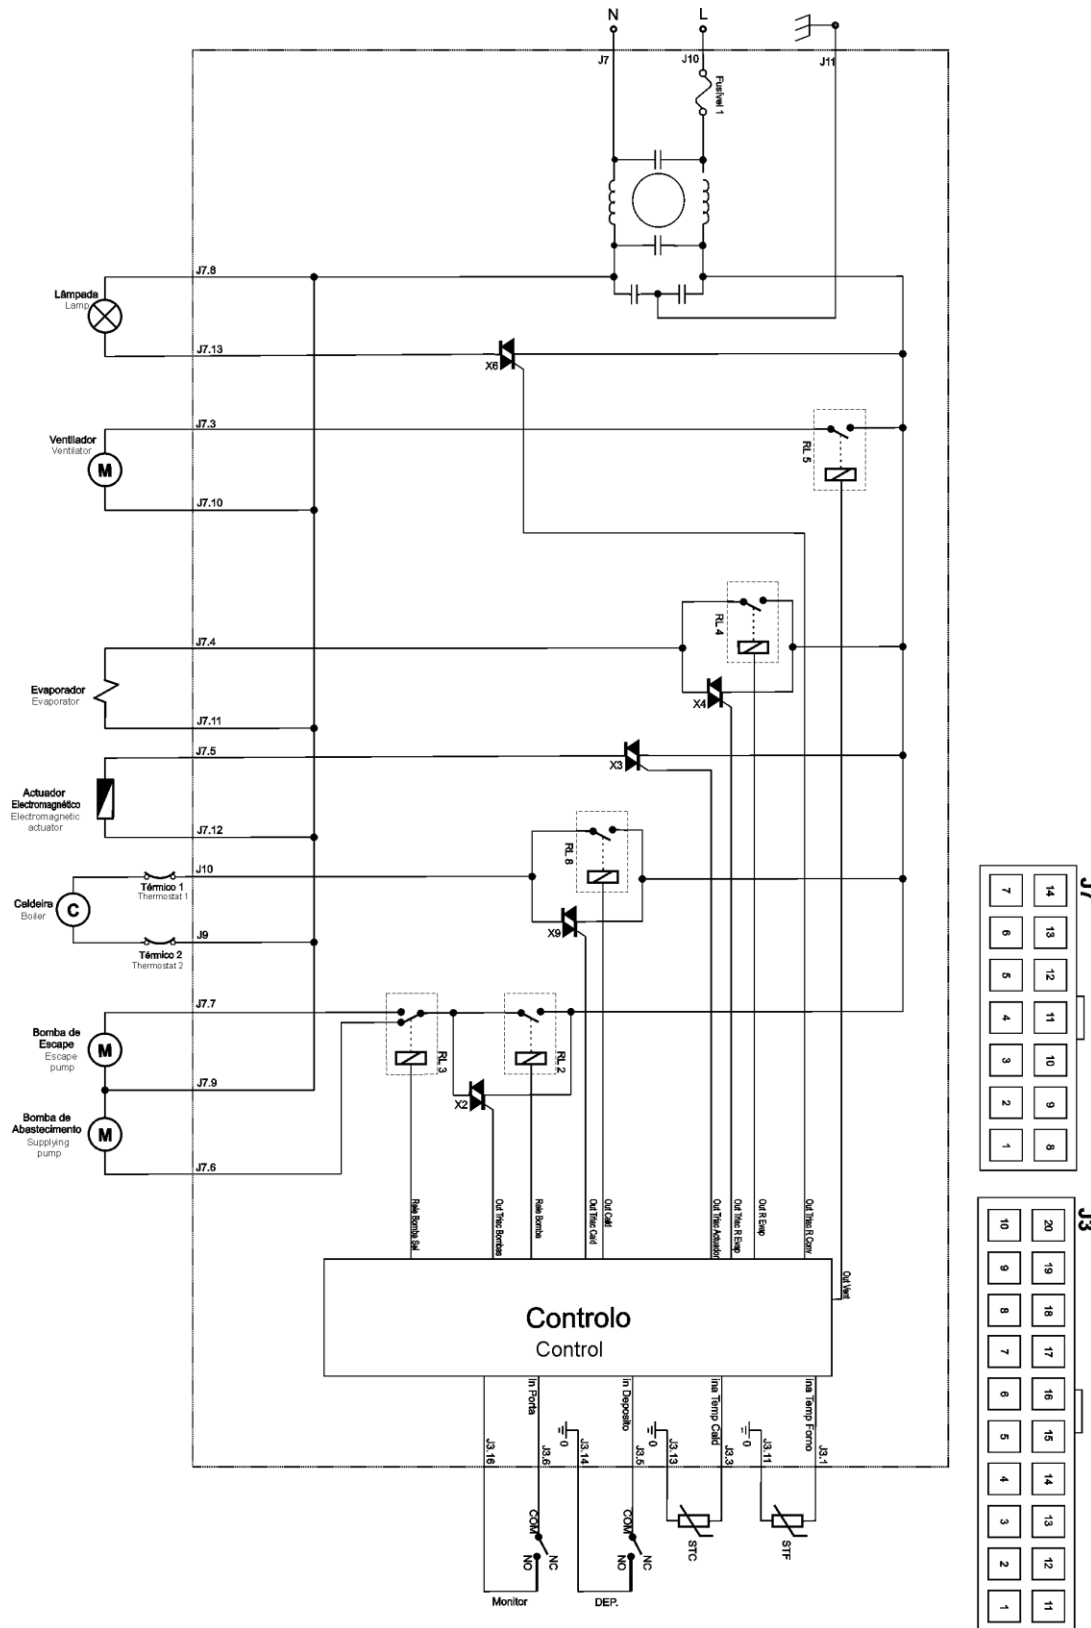 N
L
J7
J10
J11
Fusível 1
J7.8
Lâmpada
Lamp
J7.13
X6
J7.3
Ventilador
Ventilator
M
RL 5
J7.10
RL 4
J7.4
Evaporador
Evaporator
X4
J7.11
J7.5
X3
Actuador
Electromagnético
Electromagnetic
actuator
J7.12
RL 8
J10
Térmico 1
Thermostat 1
Caldeira
Boiler
C
X9
J9
Térmico 2
Thermostat 2
J7.7
Bomba de
Escape
Escape
pump
M
RL 3
RL 2
X2
J7.9
Bomba de
Abastecimento
Supplying
pump
M
J7.6
Rele Bomba Sel
Out Triac Bombas
Rele Bomba
Out Triac Cald
Out Cald
Out Triac Actuador
Out Triac R Evap
Out R Evap
Out Triac R Conv
Out Vent
Controlo
Control
in Porta
in Deposito
ina Temp Cald
ina Temp Forno
J3.16
J3.6
0
J3.14
J3.5
0
J3.13
J3.3
0
J3.11
J3.1
COM
NC
NO
COM
NC
NO
STC
STF
Monitor
DEP.
J7
7 14
6 13
5 12
4 11
3 10
2 9
1 8
J3
10 20
9 19
8 18
7 17
6 16
5 15
4 14
3 13
2 12
1 11